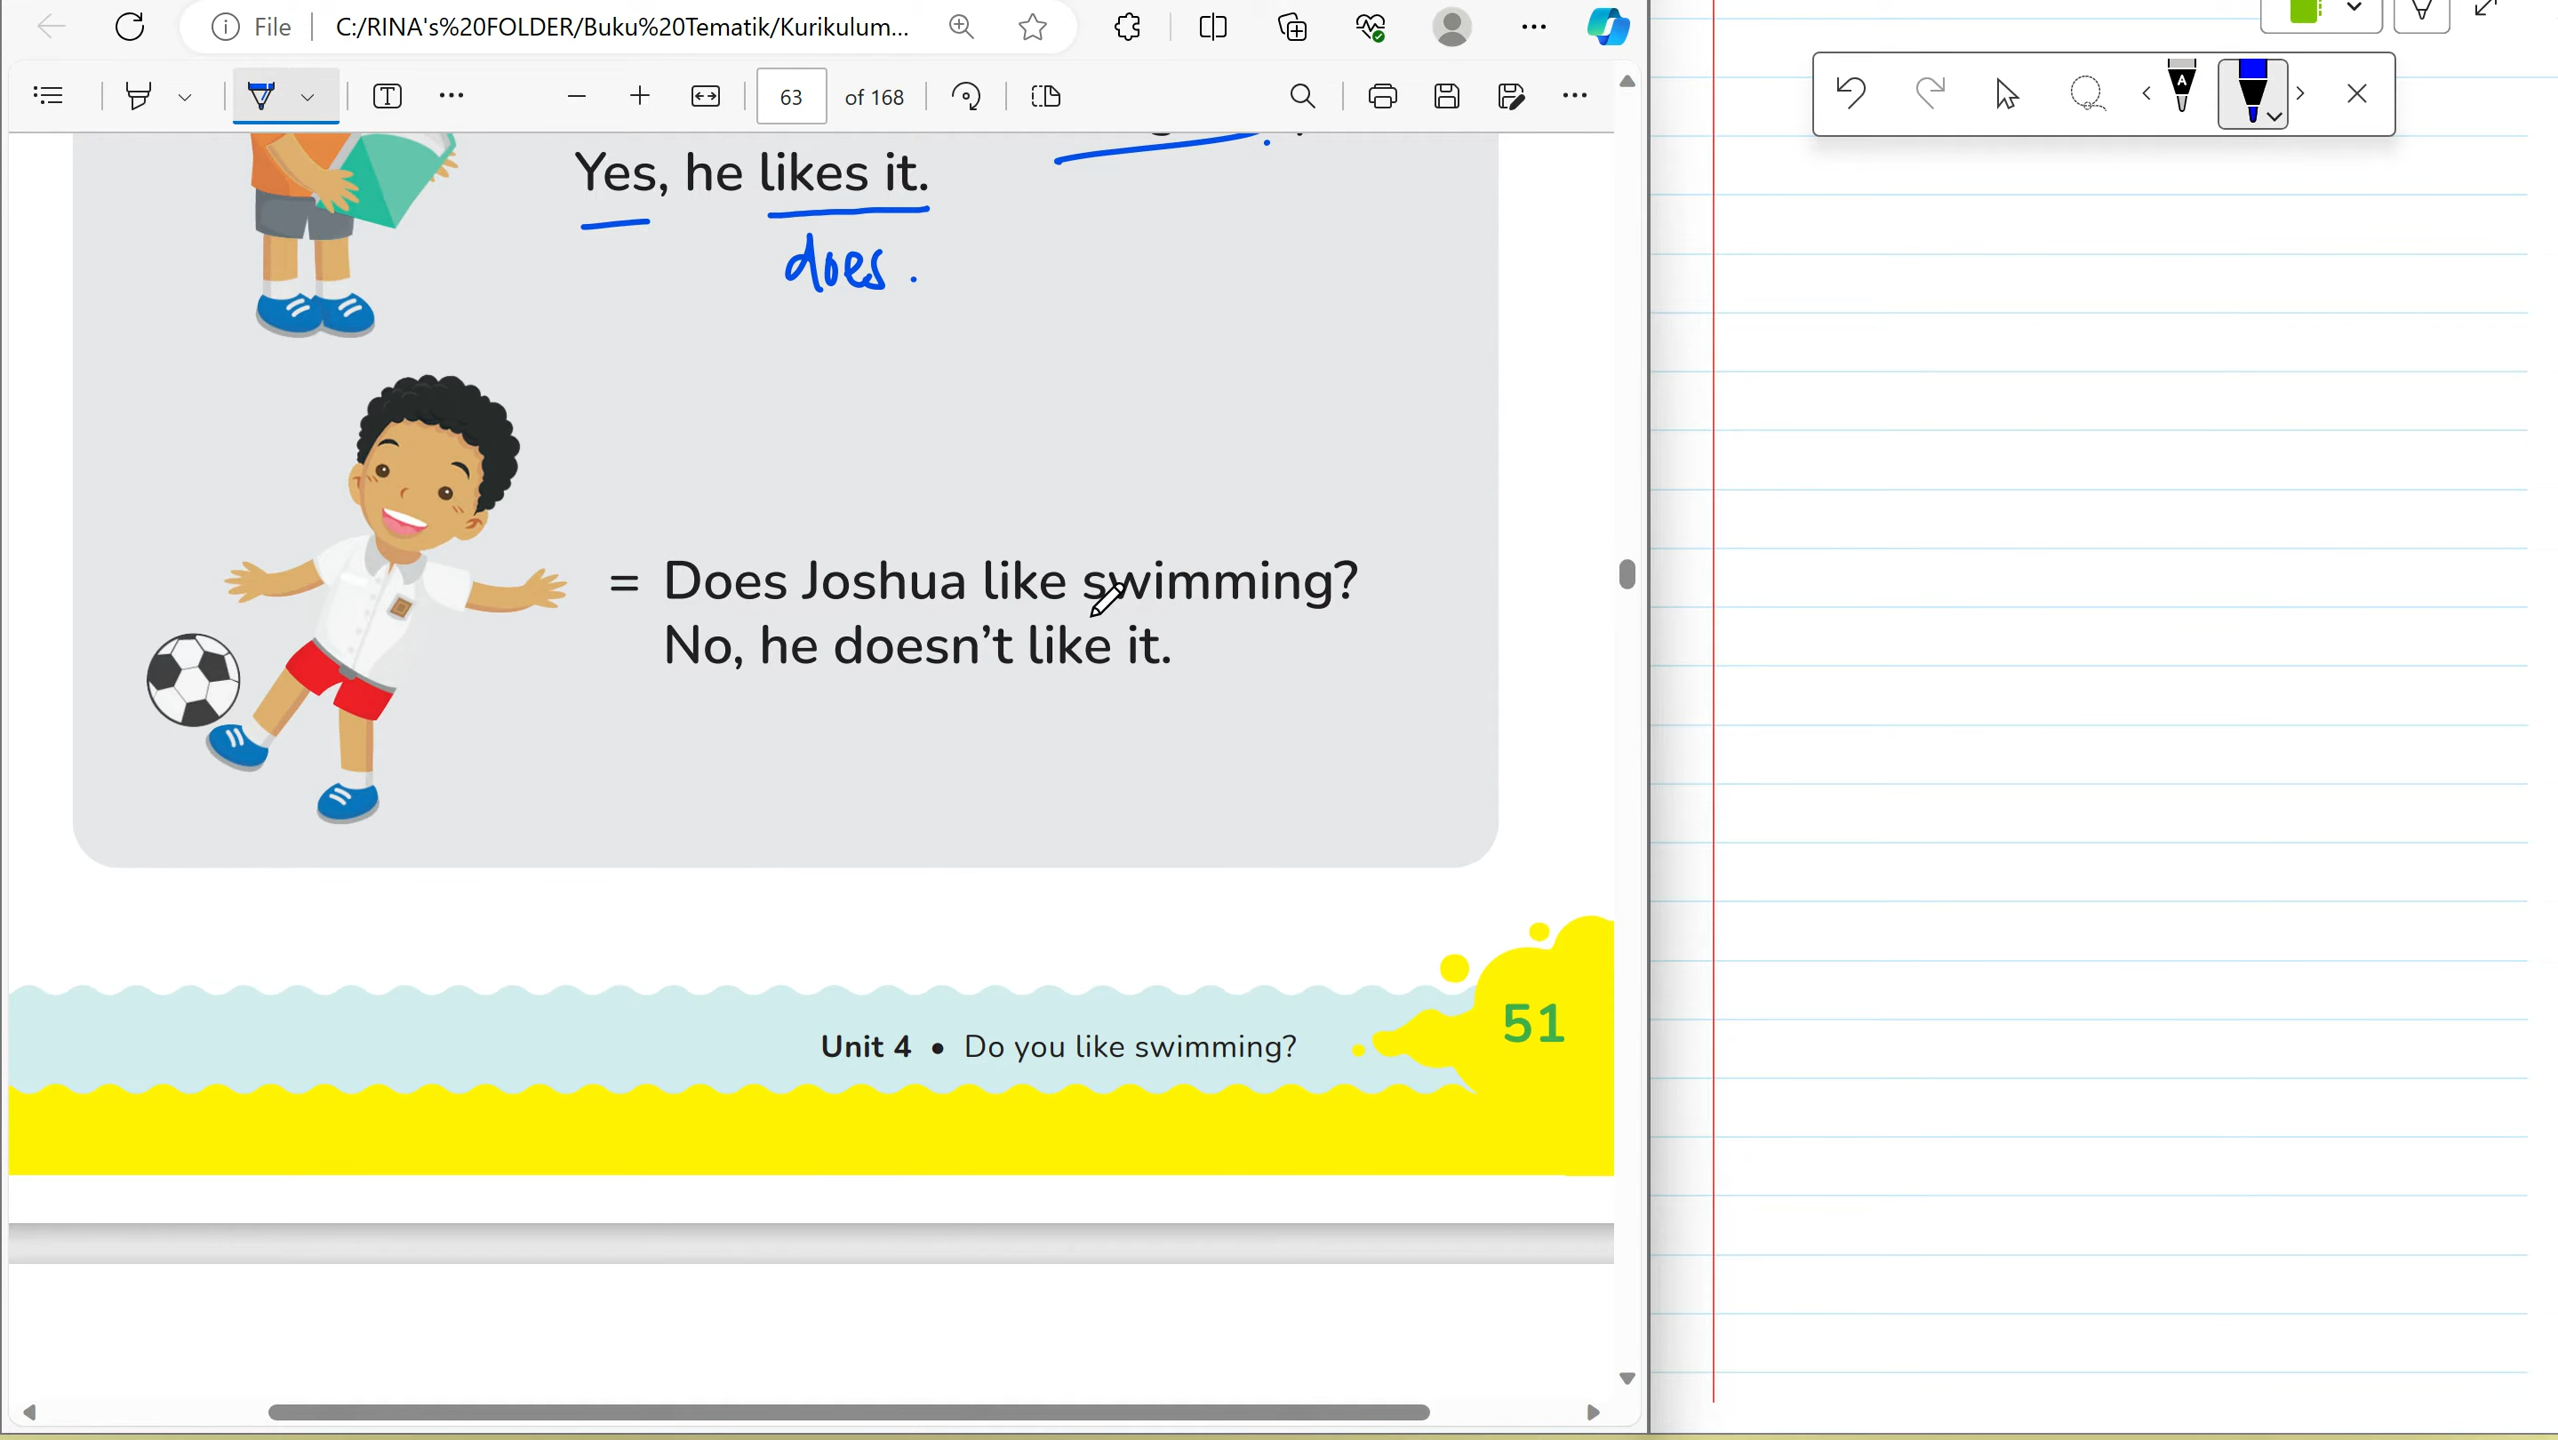 File
C:/RINA's%20FOLDER/Buku%20Tematik/Kurikulum...
63 of 168
Yes, he likes it.
does.
= Does Joshua like swimming?
No, he doesn't like it.
Unit 4 • Do you like swimming?
51